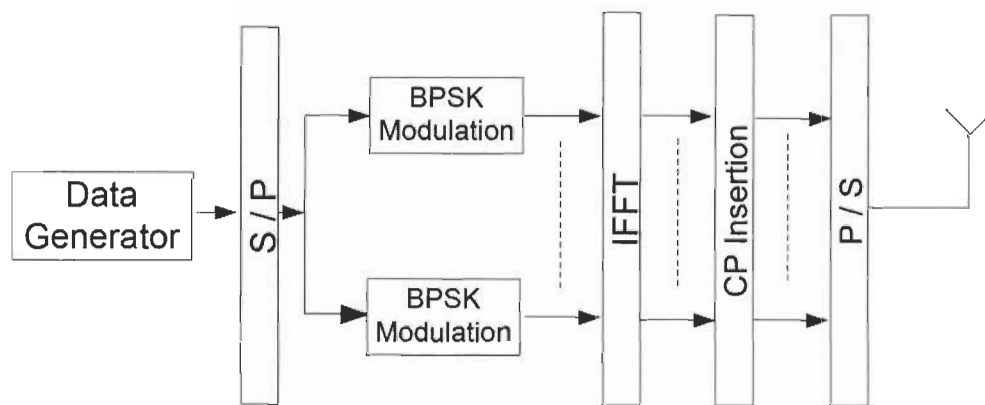 Data
Generator
S / P
BPSK
Modulation
BPSK
Modulation
IFFT
CP Insertion
P / S